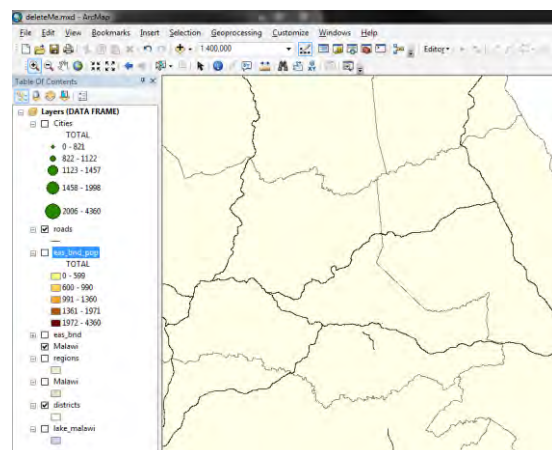 deleteMe.mxd - ArcMap
File Edit View Bookmarks Insert Selection Geoprocessing Customize Windows Help
1:400,000 Editor
Table Of Contents
Layers (DATA FRAME)
Cities
TOTAL
0 - 821
822 - 1122
1123 - 1457
1458 - 1998
2006 - 4360
roads
eas_bnd_pop
TOTAL
0 - 599
600 - 990
991 - 1360
1361 - 1971
1972 - 4360
eas_bnd
Malawi
regions
Malawi
districts
lake_malawi